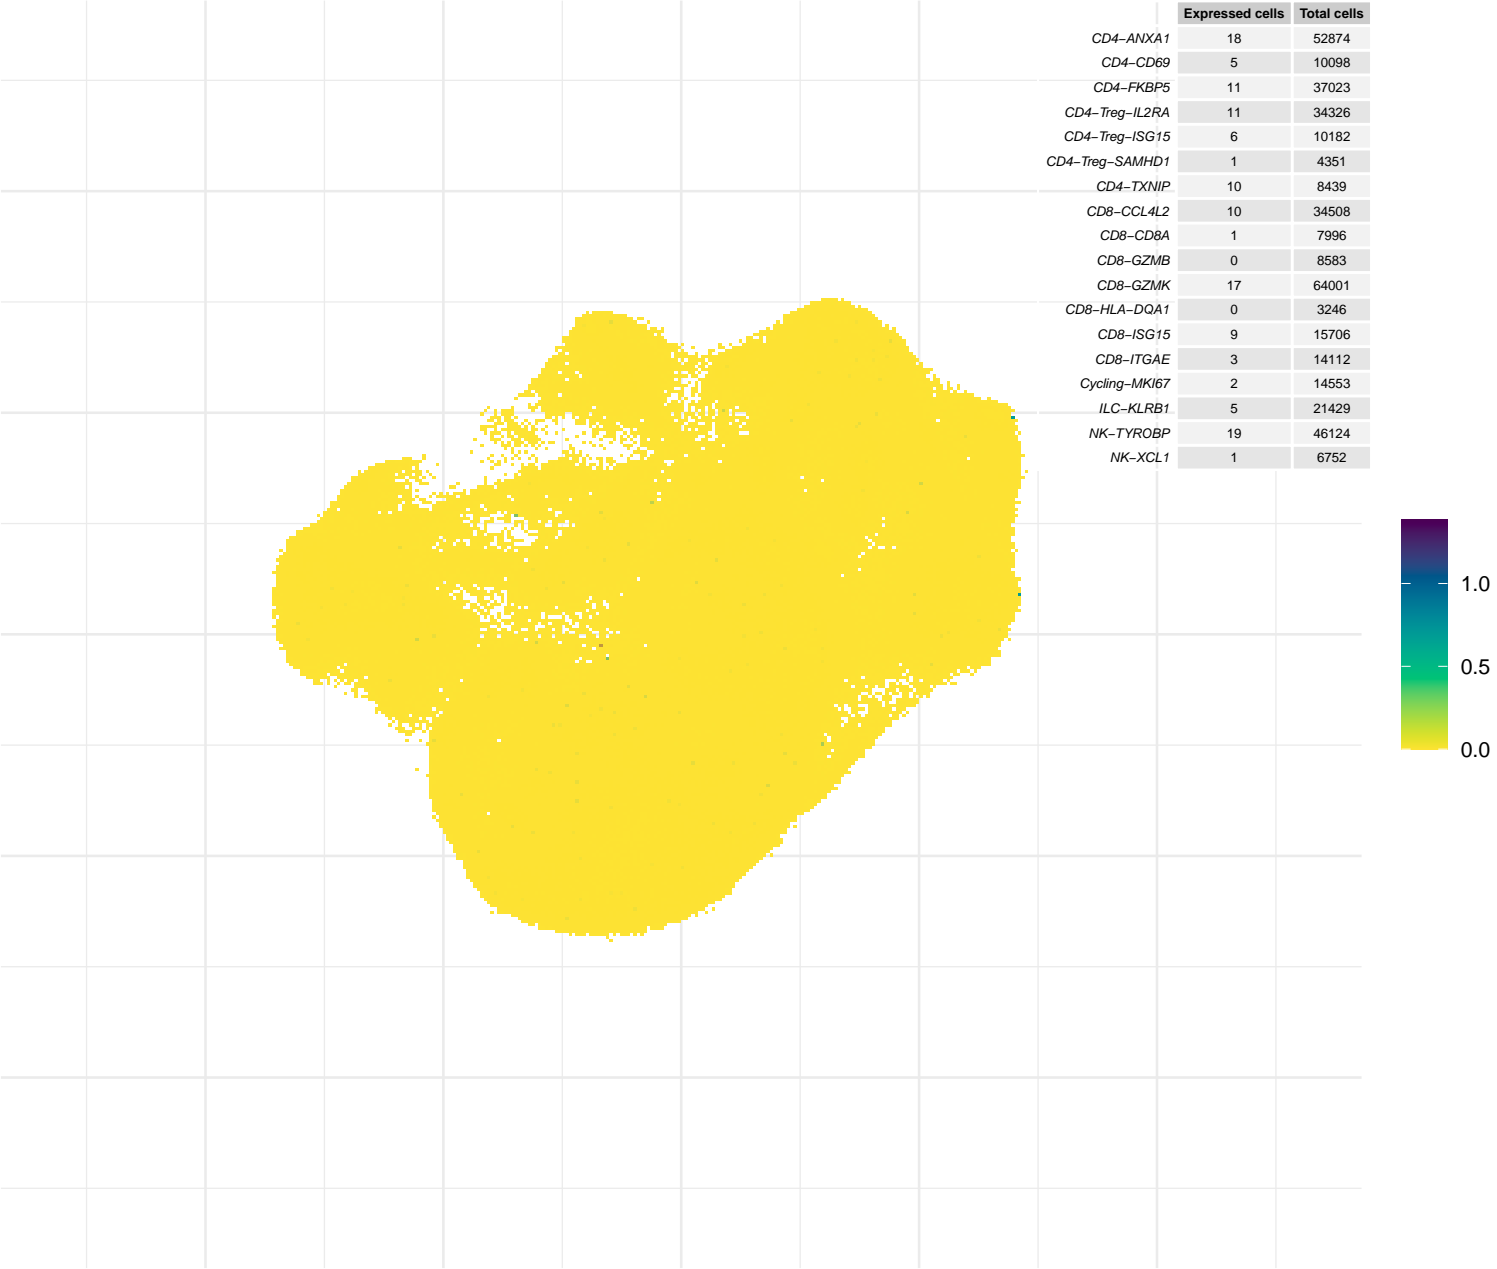 Expressed cells Total cells
CD4−ANXA1 18 52874
CD4−CD69 5 10098
CD4−FKBP5 11 37023
CD4−Treg−IL2RA 11 34326
CD4−Treg−ISG15 6 10182
CD4−Treg−SAMHD1 1 4351
CD4−TXNIP 10 8439
CD8−CCL4L2 10 34508
CD8−CD8A 1 7996
CD8−GZMB 0 8583
CD8−GZMK 17 64001
CD8−HLA−DQA1 0 3246
CD8−ISG15 9 15706
CD8−ITGAE 3 14112
Cycling−MKI67 2 14553
ILC−KLRB1 5 21429
NK−TYROBP 19 46124
NK−XCL1 1 6752
1.0
0.5
0.0